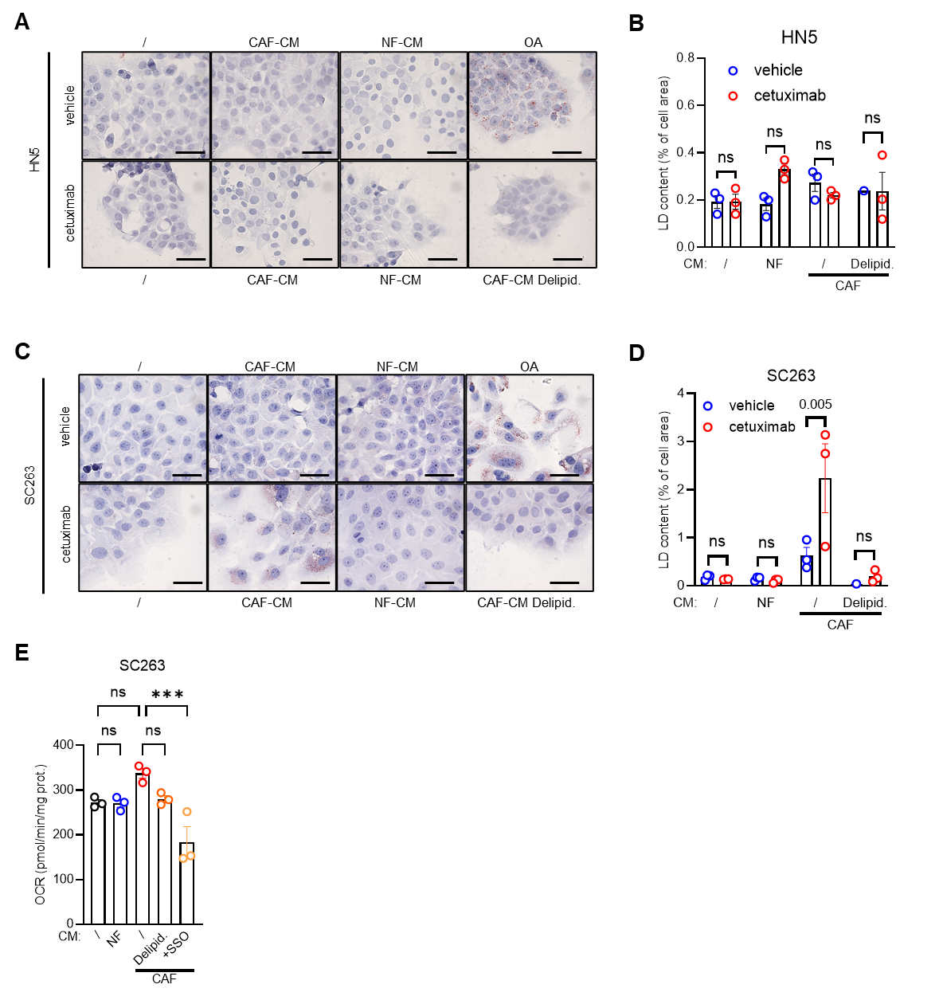 A
/ CAF-CM NF-CM OA
HN5
vehicle
cetuximab
/ CAF-CM NF-CM CAF-CM Delipid.
B
HN5
LD content (% of cell area)
0.8
0.6
0.4
0.2
0.0
vehicle
cetuximab
ns
ns
ns
ns
CM: / NF / Delipid.
CAF
C
/ CAF-CM NF-CM OA
SC263
vehicle
cetuximab
/ CAF-CM NF-CM CAF-CM Delipid.
D
SC263
LD content (% of cell area)
4
3
2
1
0
vehicle
cetuximab
0.005
ns
ns
ns
CM: / NF / Delipid.
CAF
E
SC263
ns ***
ns ns
OCR (pmol/min/mg prot.)
400
300
200
100
0
CM: / NF / Delipid. +SSO
CAF